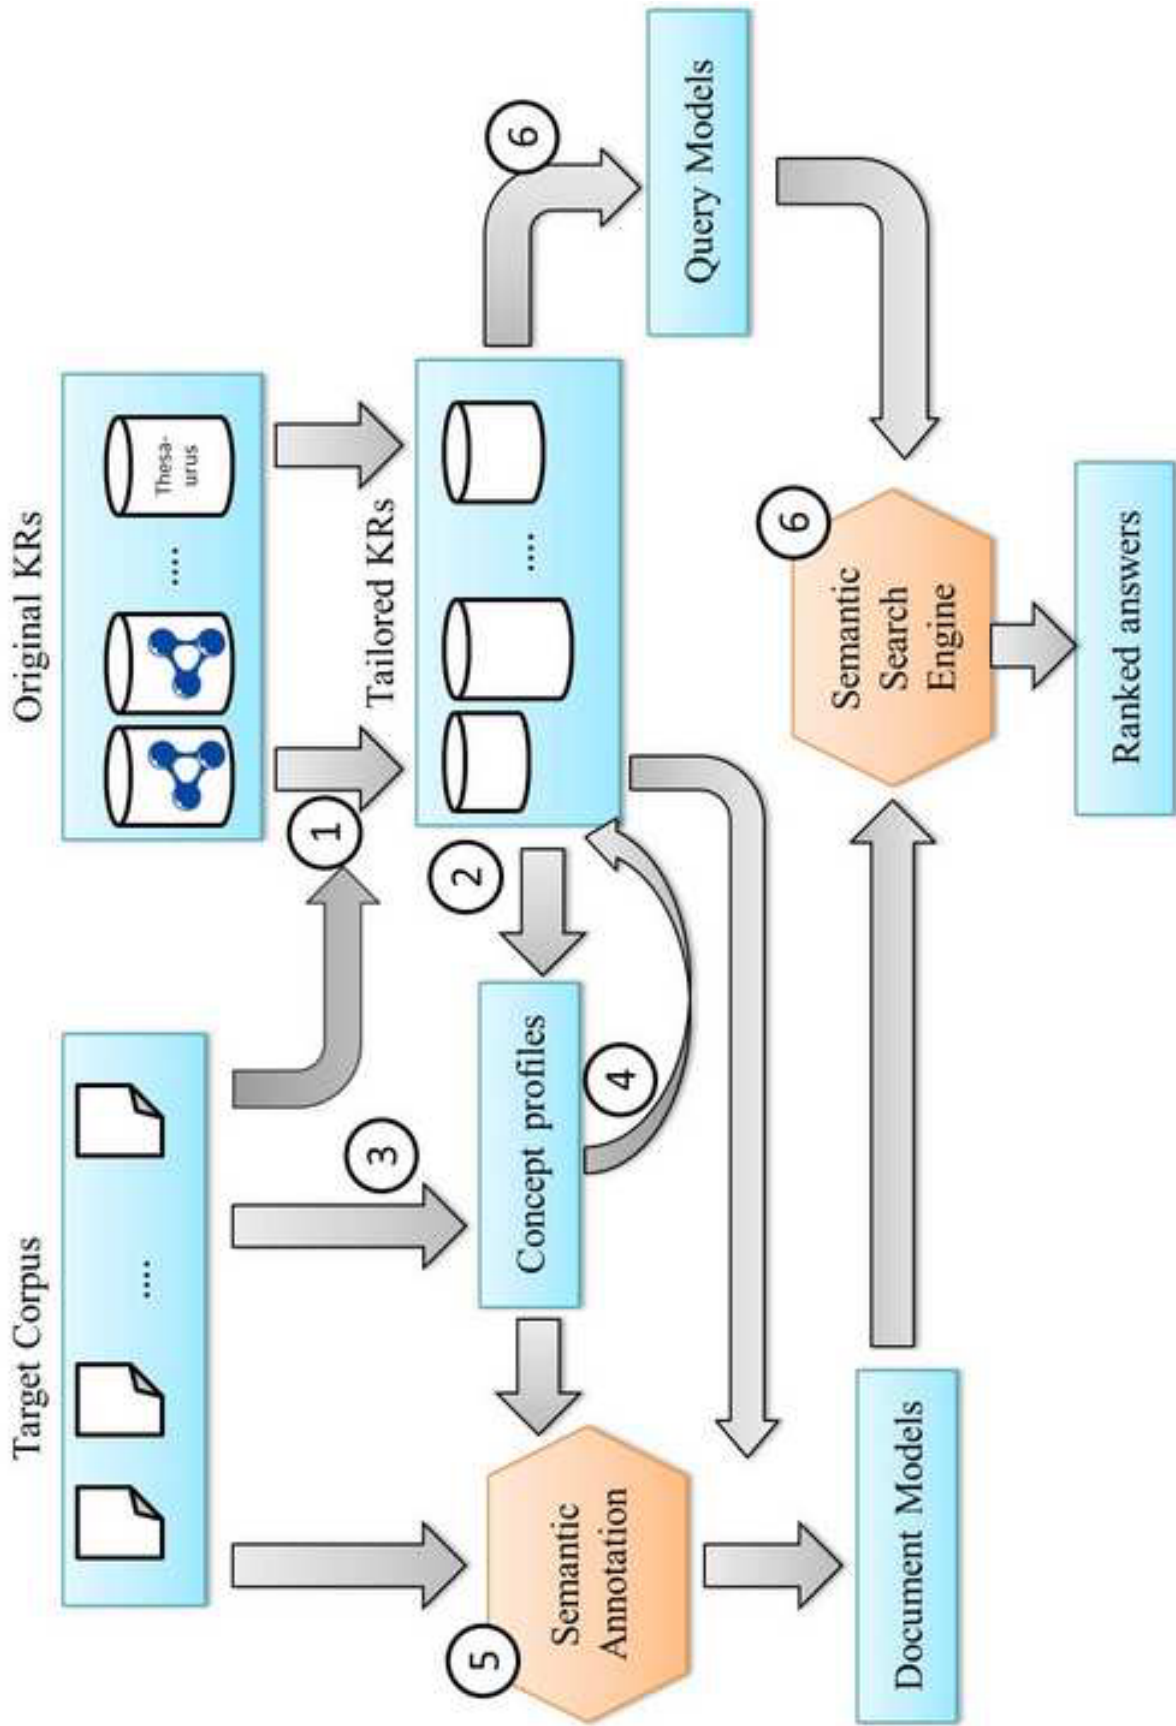 Target Corpus
Original KRs
....
....
Thesa-
urus
1
3
Tailored KRs
2
6
....
5
Semantic
Annotation
Concept profiles
4
Query Models
6
Semantic
Search
Engine
Document Models
Ranked answers